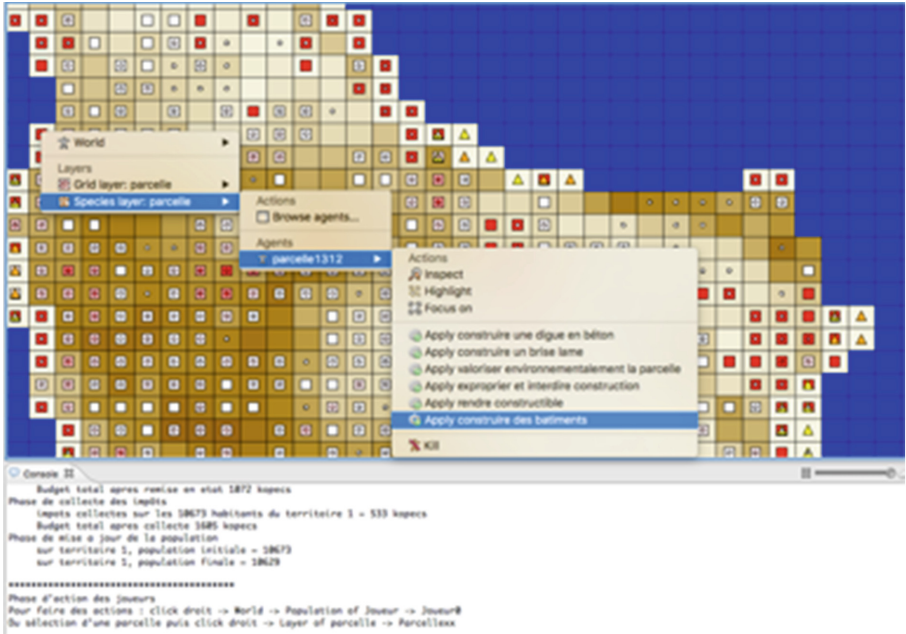 World
Layers
Grid layer: parcelle
Species layer: parcelle
Actions
Browse agents...
Agents
parcelle1312
Actions
Inspect
Highlight
Focus on
Apply construire une digue en béton
Apply construire un brise lame
Apply valoriser environnementalement la parcelle
Apply exproprier et interdire construction
Apply rendre constructible
Apply construire des batiments
Kill
Console
Budget total apres remise en etat 1072 kopecs
Phase de collecte des impôts
impots collectes sur les 10673 habitants du territoire 1 = 533 kopecs
Budget total apres collecte 1605 kopecs
Phase de mise a jour de la population
sur territoire 1, population initiale = 10673
sur territoire 1, population finale = 10629
****************************************
Phase d'action des joueurs
Pour faire des actions : click droit -> World -> Population of Joueur -> Joueur0
Ou sélection d'une parcelle puis click droit -> Layer of parcelle -> Parcellexx